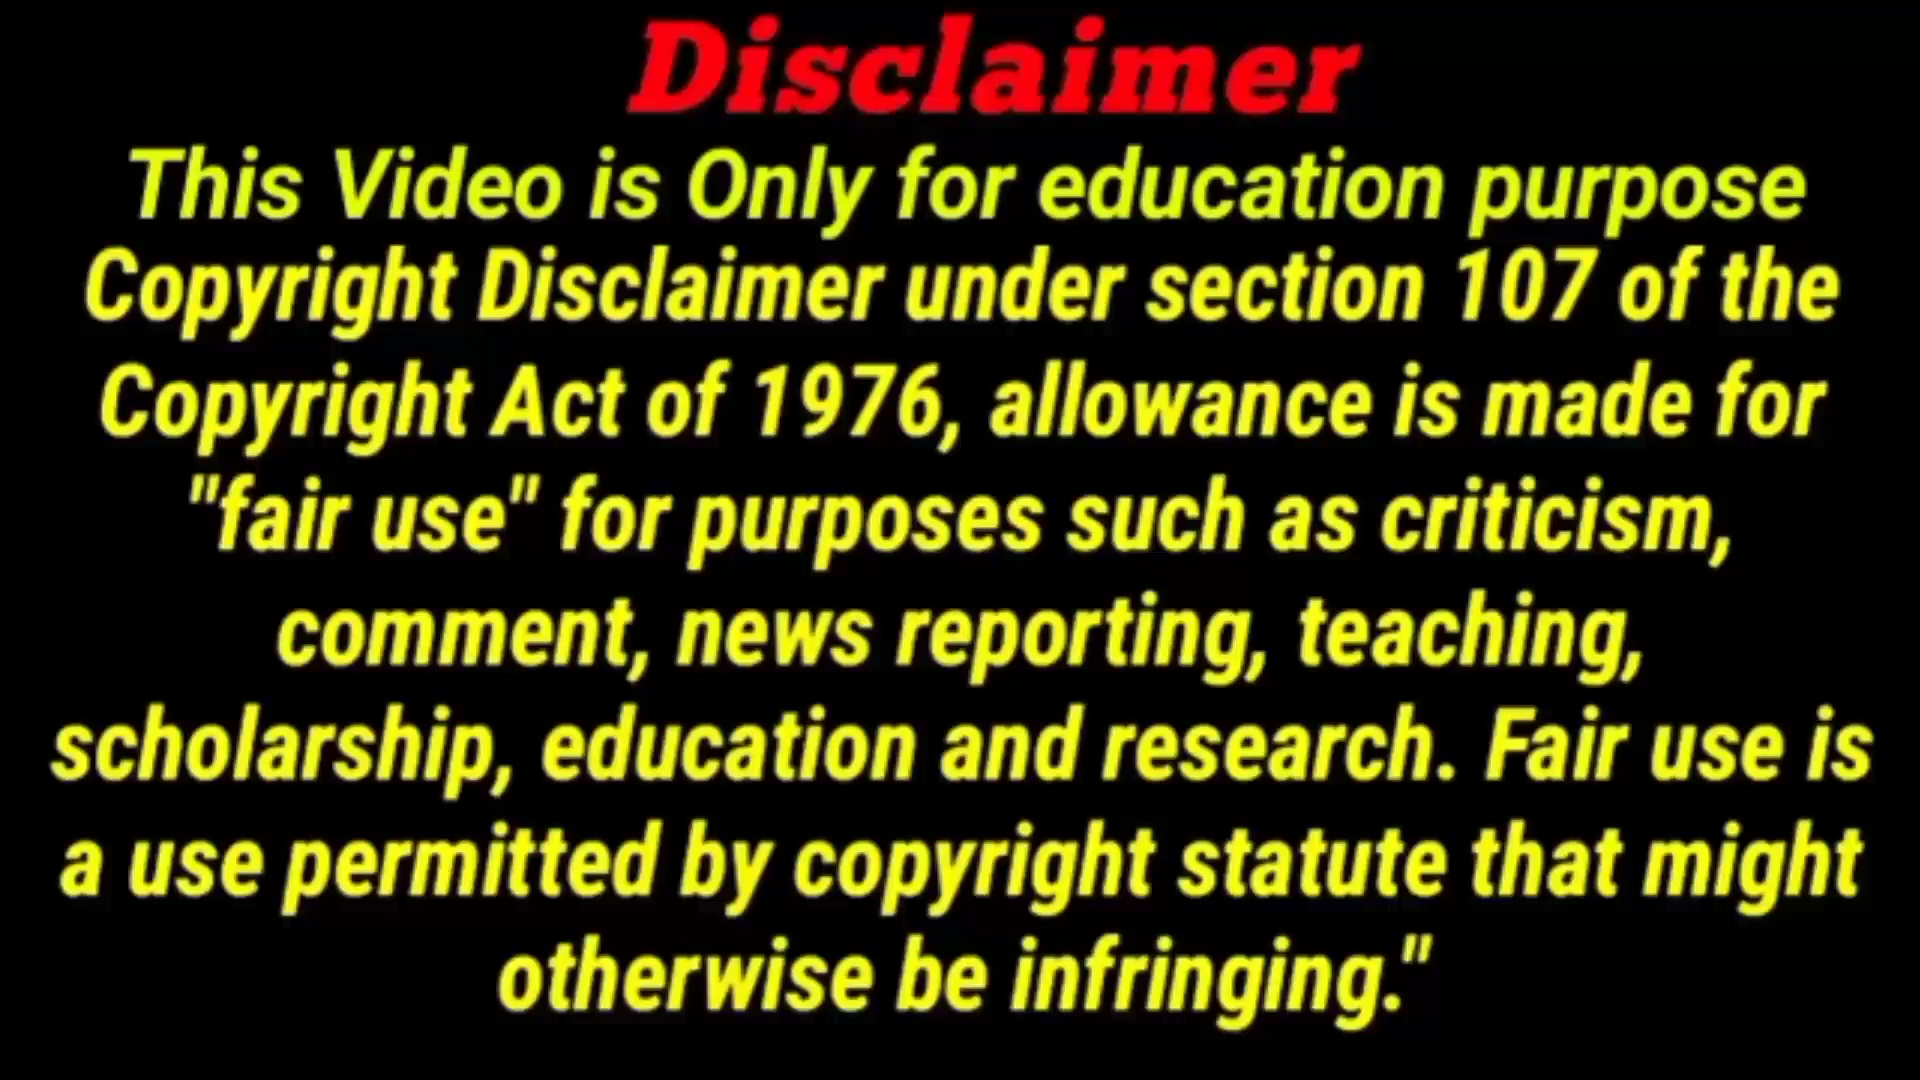 Disclaimer
This Video is Only for education purpose
Copyright Disclaimer under section 107 of the
Copyright Act of 1976, allowance is made for
"fair use" for purposes such as criticism,
comment, news reporting, teaching,
scholarship, education and research. Fair use is
a use permitted by copyright statute that might
otherwise be infringing."